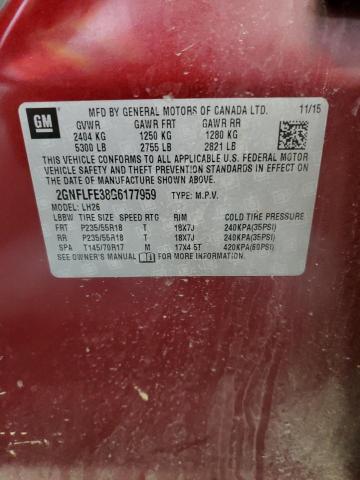 GM
MFD BY GENERAL MOTORS OF CANADA LTD. 11/15
GVWR GAWR FRT GAWR RR
2404 KG 1250 KG 1280 KG
5300 LB 2755 LB 2821 LB
THIS VEHICLE CONFORMS TO ALL APPLICABLE U.S. FEDERAL MOTOR
VEHICLE SAFETY AND THEFT PREVENTION STANDARDS IN EFFECT
ON THE DATE OF MANUFACTURE SHOWN ABOVE.
2GNFLFE38G6177959 TYPE: M.P.V.
MODEL: LH26
LBBW TIRE SIZE SPEED RTG RIM COLD TIRE PRESSURE
FRT P235/55R18 T 18X7J 240KPA(35PSI)
RR P235/55R18 T 18X7J 240KPA(35PSI)
SPA T145/70R17 M 17X4.5T 420KPA(60PSI)
SEE OWNER'S MANUAL FOR MORE INFORMATION.